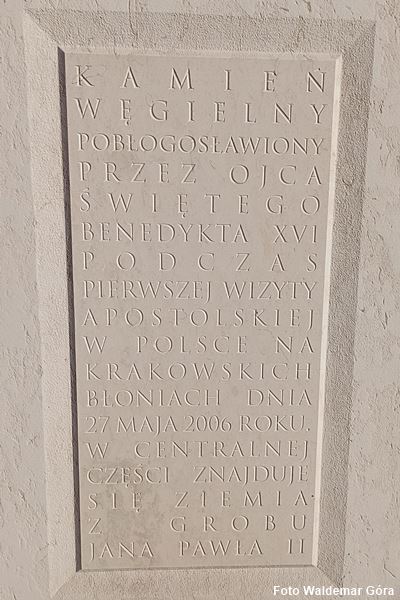 KAMIEŃ
WĘGIELNY
POBŁOGOSŁAWIONY
PRZEZ OJCA
ŚWIĘTEGO
BENEDYKTA XVI
PODCZAS
PIERWSZEJ WIZYTY
APOSTOLSKIEJ
W POLSCE NA
KRAKOWSKICH
BŁONIACH DNIA
27 MAJA 2006 ROKU.
W CENTRALNEJ
CZĘŚCI ZNAJDUJE
SIĘ ZIEMIA
Z GROBU
JANA PAWŁA II
Foto Waldemar Góra